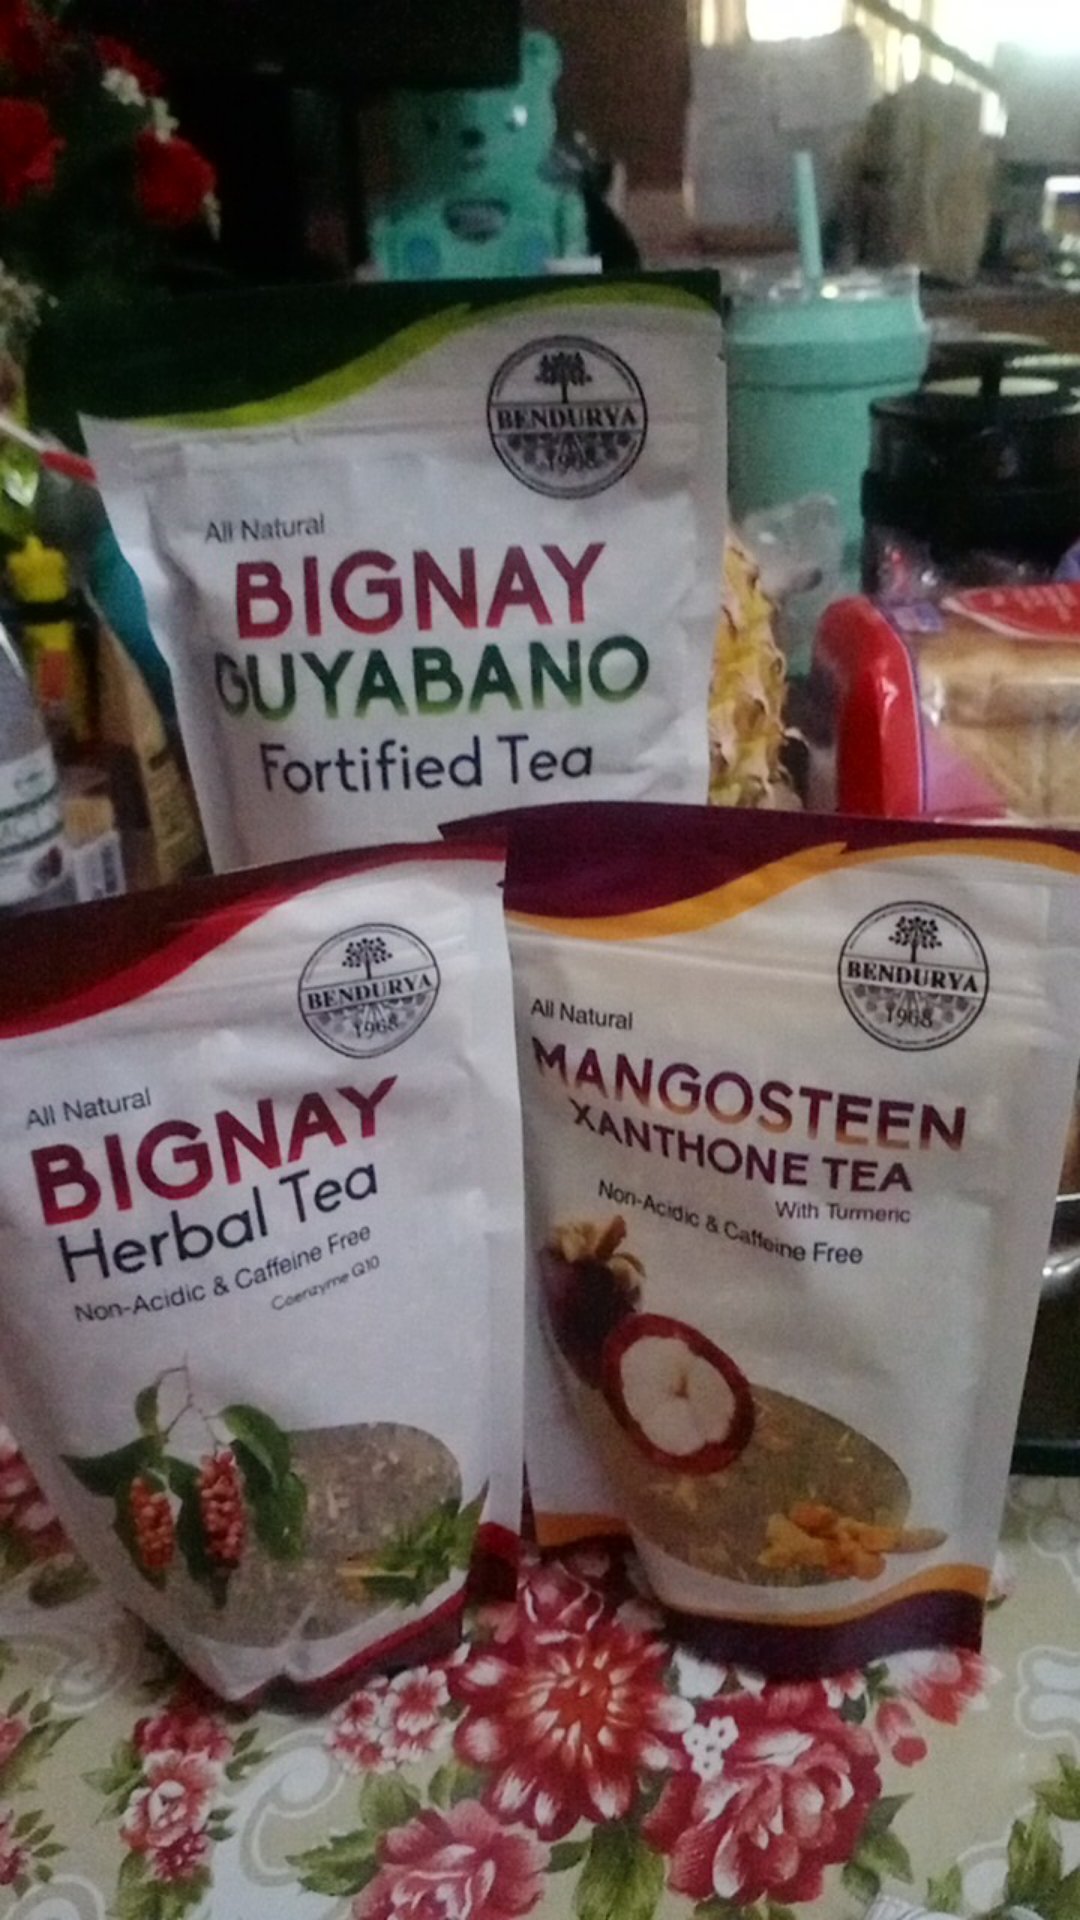 BENDURYA
1968
All Natural
BIGNAY
GUYABANO
Fortified Tea
BENDURYA
1968
All Natural
BIGNAY
Herbal Tea
Non-Acidic & Caffeine Free
Coenzyme Q10
BENDURYA
1968
All Natural
MANGOSTEEN
XANTHONE TEA
With Turmeric
Non-Acidic & Caffeine Free